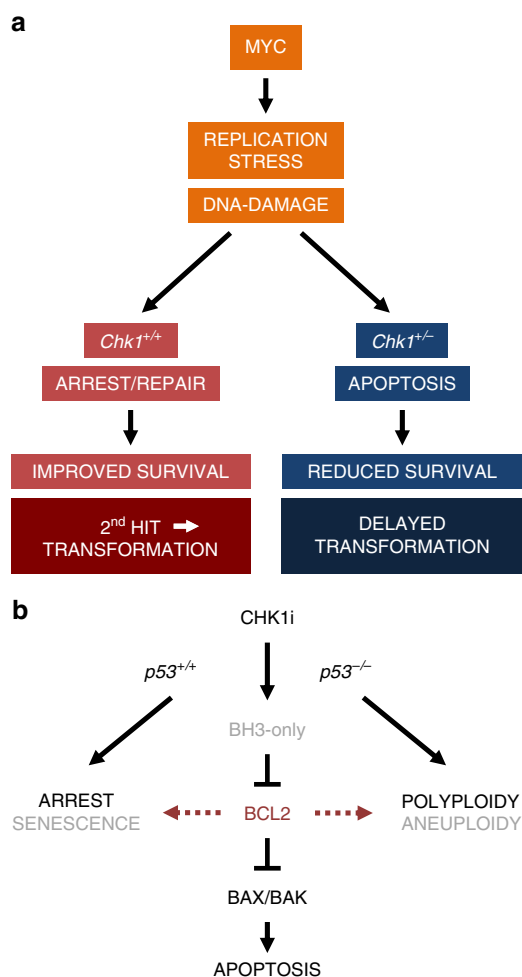 a
MYC
REPLICATION
STRESS
DNA-DAMAGE
Chk1+/+
Chk1+/–
ARREST/REPAIR
APOPTOSIS
IMPROVED SURVIVAL
REDUCED SURVIVAL
2nd HIT
TRANSFORMATION
DELAYED
TRANSFORMATION
b
CHK1i
p53+/+
p53–/–
BH3-only
ARREST
SENESCENCE
BCL2
POLYPLOIDY
ANEUPLOIDY
BAX/BAK
APOPTOSIS